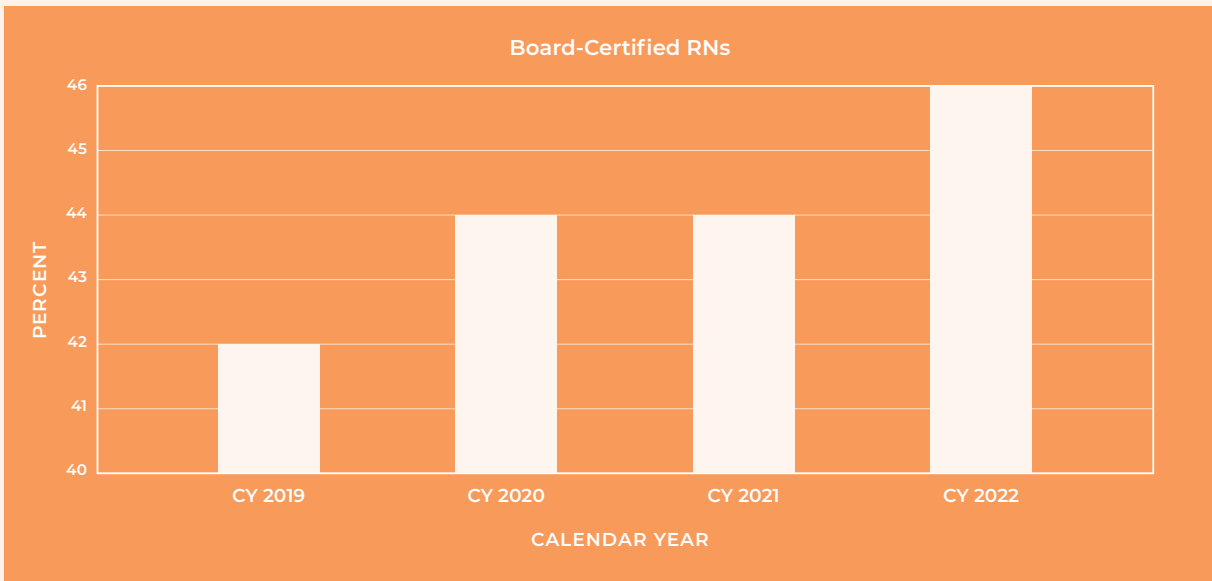 Board-Certified RNs
46
45
44
43
42
41
40
PERCENT
CY 2019 CY 2020 CY 2021 CY 2022
CALENDAR YEAR